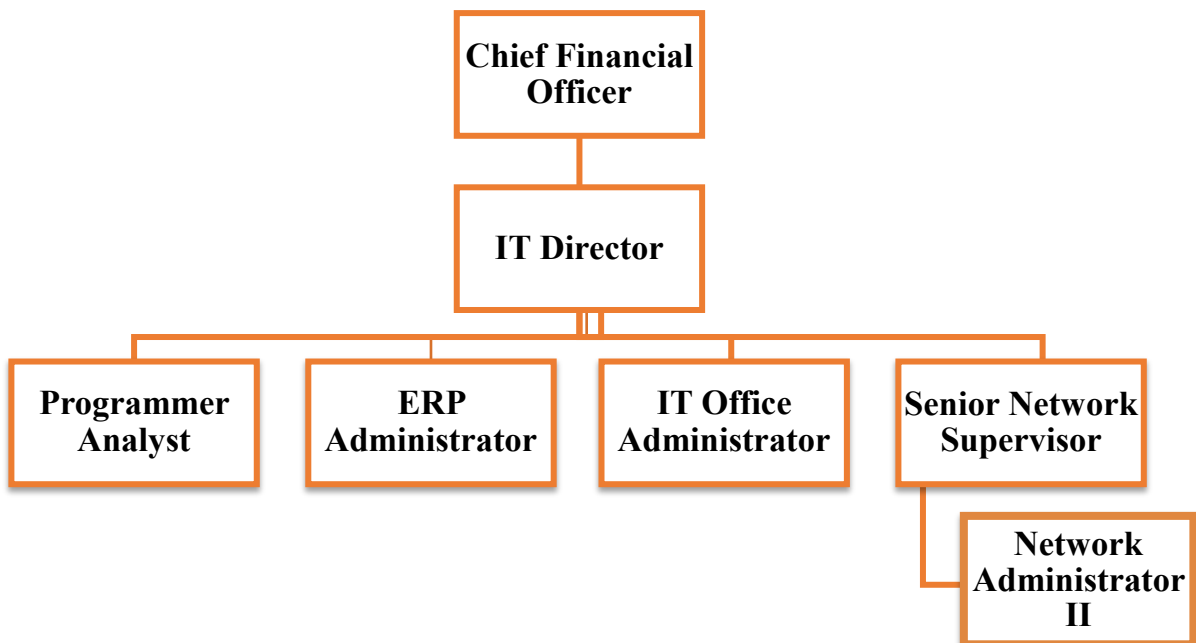 Chief Financial
Officer
IT Director
Programmer
Analyst
ERP
Administrator
IT Office
Administrator
Senior Network
Supervisor
Network
Administrator
II